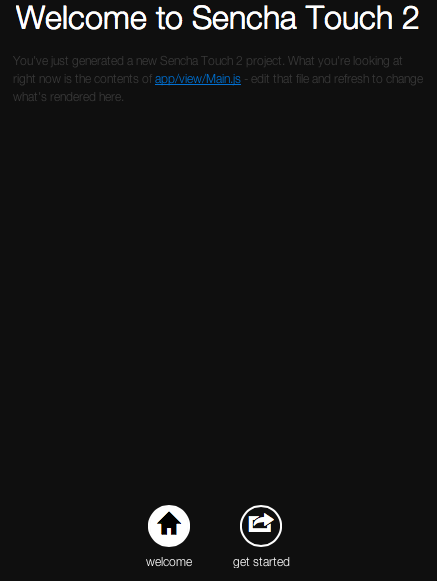 Welcome to Sencha Touch 2
You've just generated a new Sencha Touch 2 project. What you're looking at
right now is the contents of app/view/Main.js - edit that file and refresh to change
what's rendered here.
welcome
get started